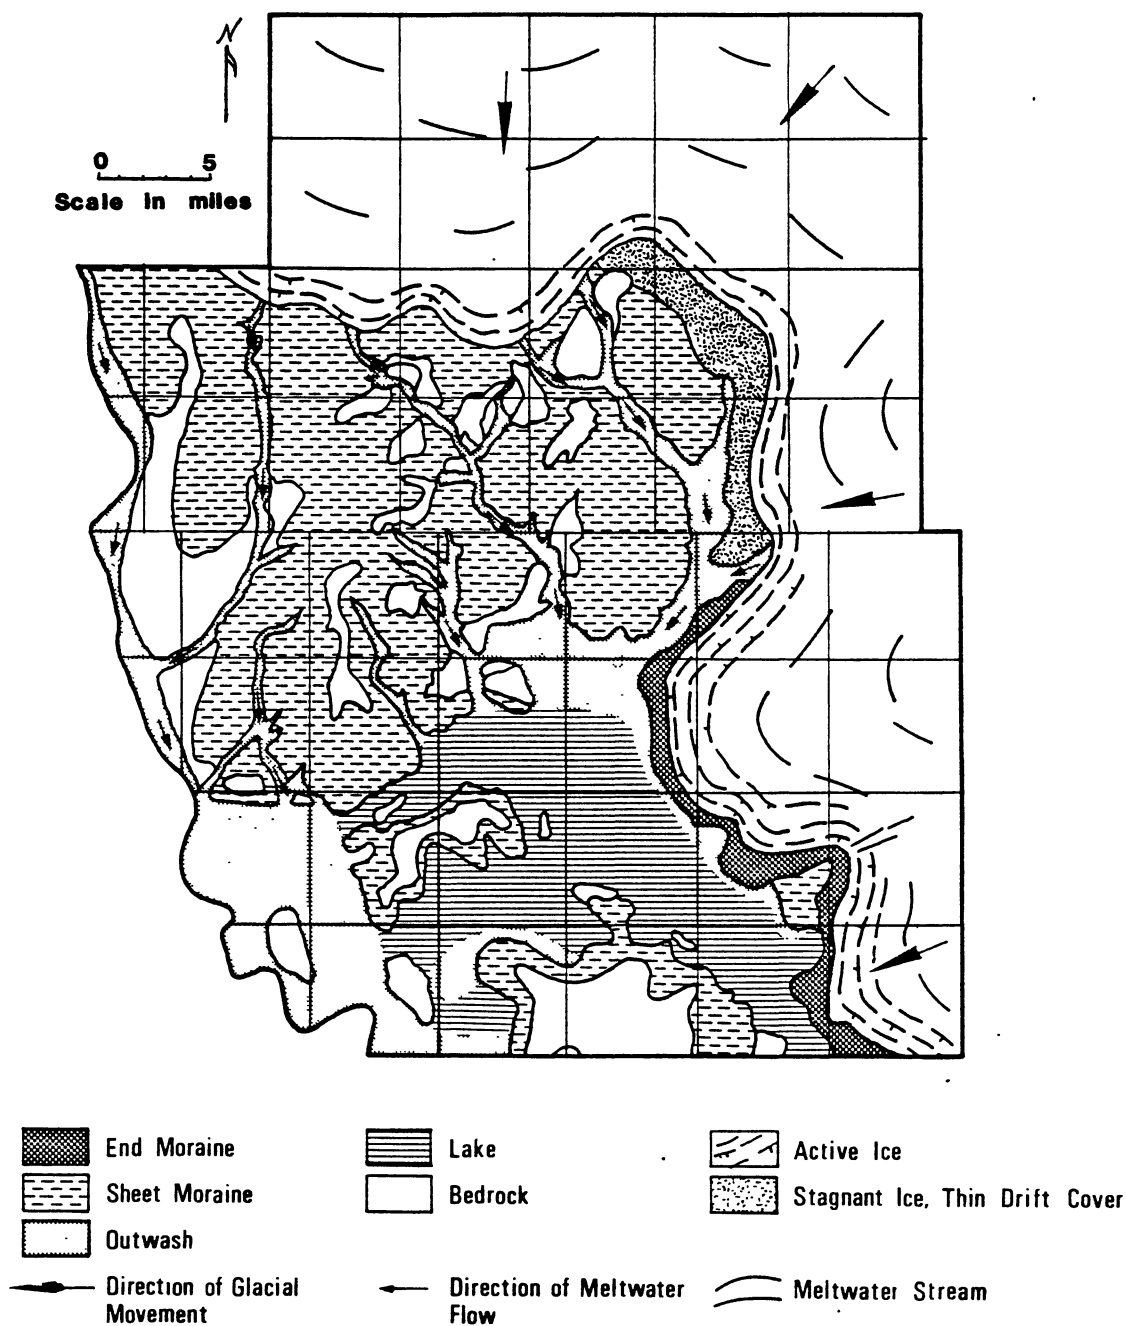 N
0 5
Scale in miles
End Moraine
Sheet Moraine
Outwash
Direction of Glacial
Movement
Lake
Bedrock
Direction of Meltwater
Flow
Active Ice
Stagnant Ice, Thin Drift Cover
Meltwater Stream